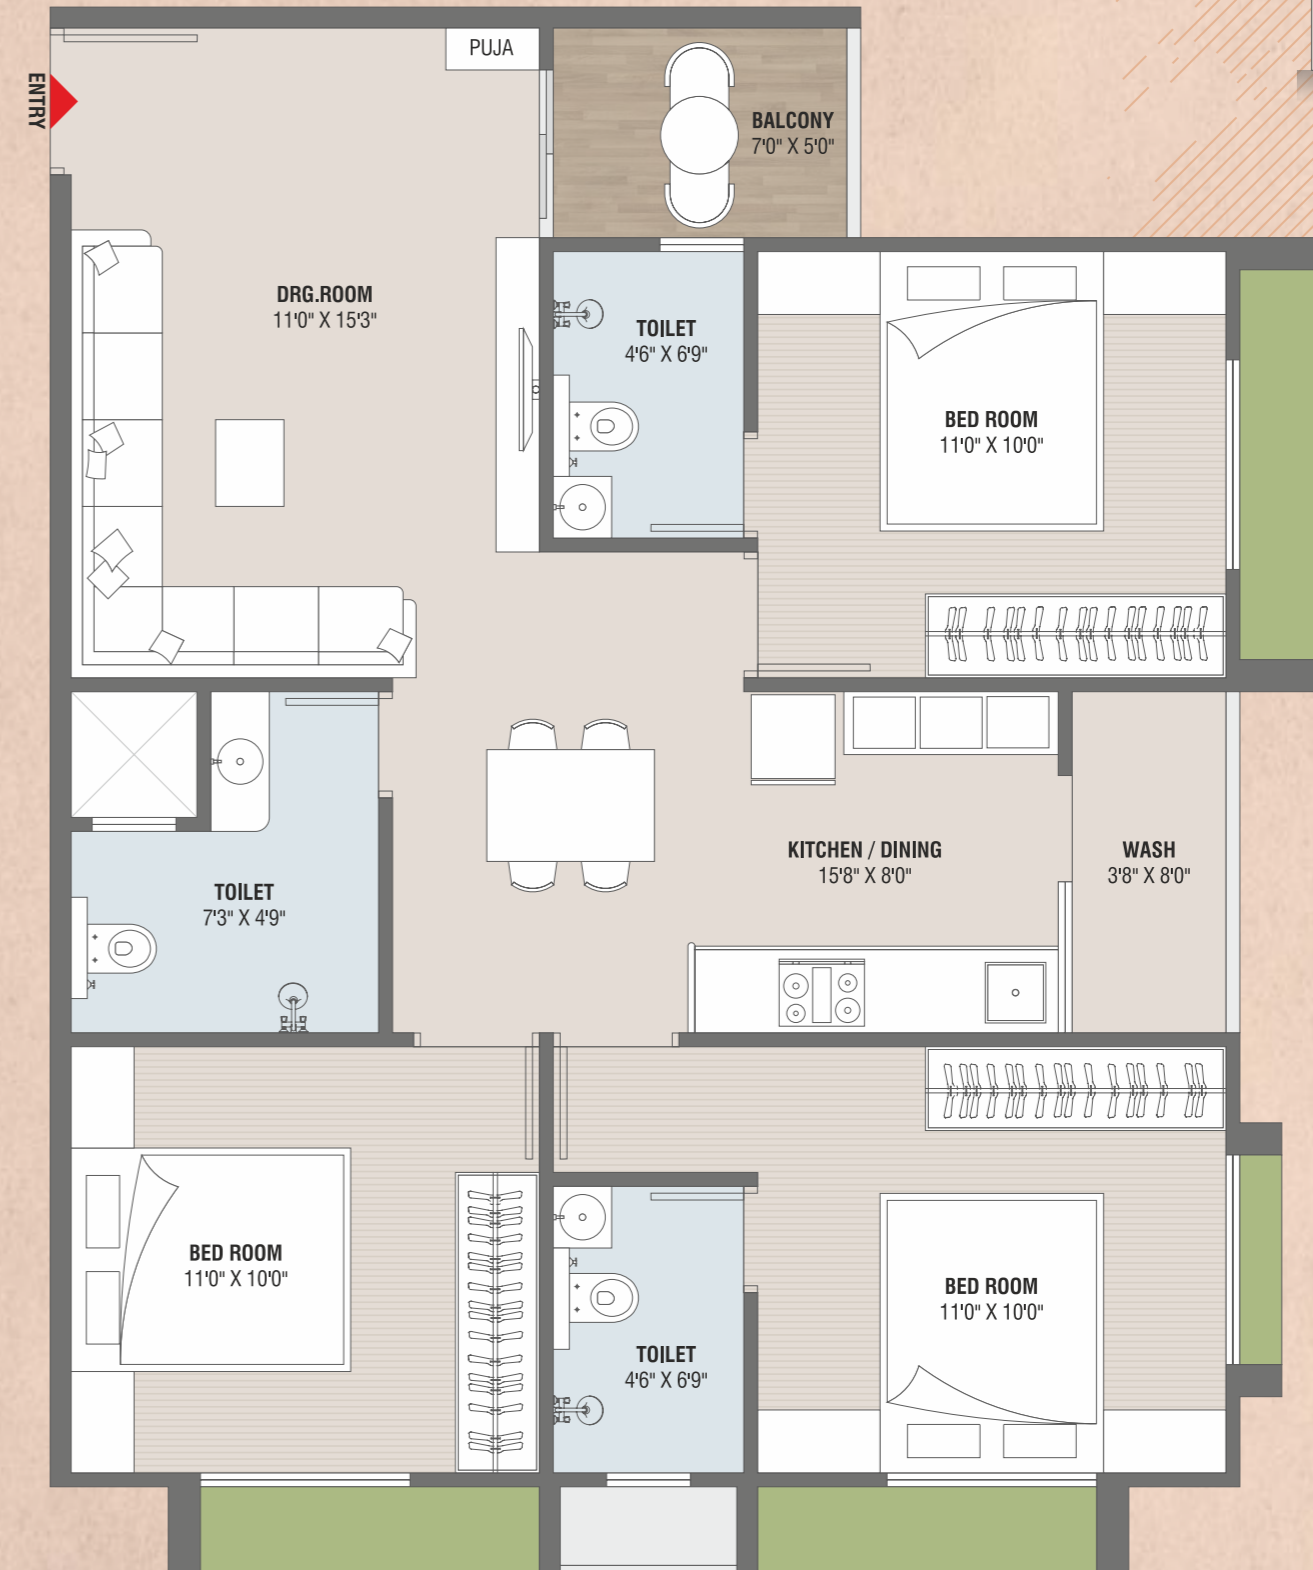 PUJA
ENTRY
BALCONY
7'0" X 5'0"
DRG.ROOM
11'0" X 15'3"
TOILET
4'6" X 6'9"
BED ROOM
11'0" X 10'0"
KITCHEN / DINING
15'8" X 8'0"
WASH
3'8" X 8'0"
TOILET
7'3" X 4'9"
BED ROOM
11'0" X 10'0"
TOILET
4'6" X 6'9"
BED ROOM
11'0" X 10'0"